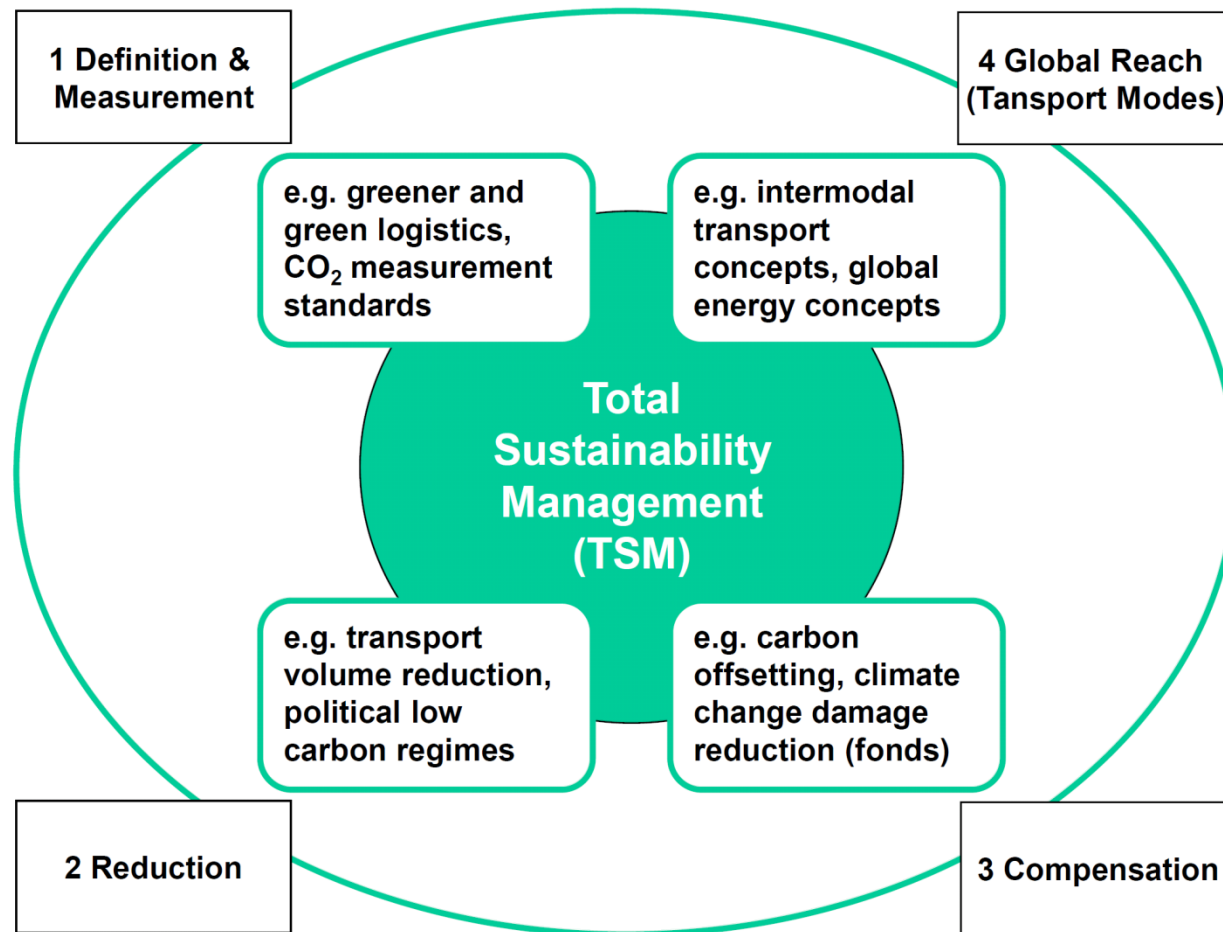 1 Definition &
Measurement
4 Global Reach
(Tansport Modes)
e.g. greener and
green logistics,
CO₂ measurement
standards
e.g. intermodal
transport
concepts, global
energy concepts
Total
Sustainability
Management
(TSM)
e.g. transport
volume reduction,
political low
carbon regimes
e.g. carbon
offsetting, climate
change damage
reduction (fonds)
2 Reduction
3 Compensation